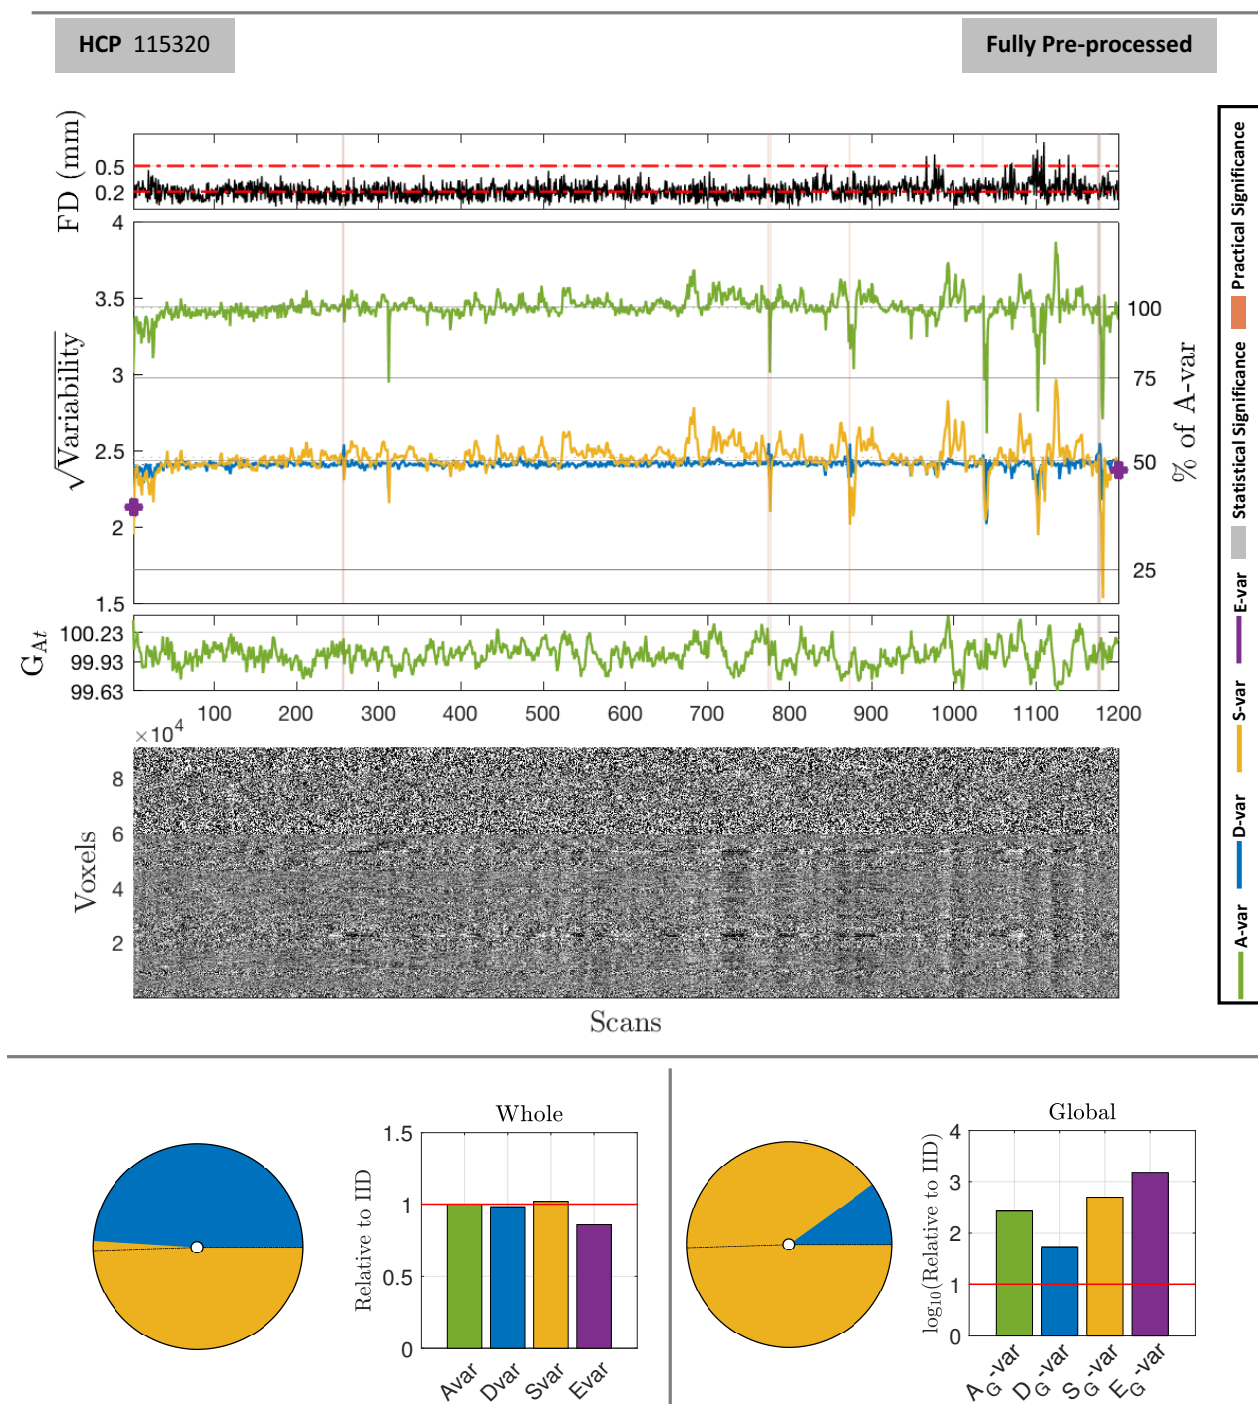 HCP 115320
Fully Pre-processed
FD (mm)
0.5
0.2
4
3.5
3
2.5
2
1.5
√Variability
100
75
50
25
% of A-var
G_At
100.23
99.93
99.63
100 200 300 400 500 600 700 800 900 1000 1100 1200
×10⁴
8
6
4
2
Voxels
Scans
A-var D-var S-var E-var Statistical Significance Practical Significance
Whole
Relative to IID
1.5
1
0.5
0
Avar Dvar Svar Evar
Global
log₁₀(Relative to IID)
4
3
2
1
0
A_G-var D_G-var S_G-var E_G-var